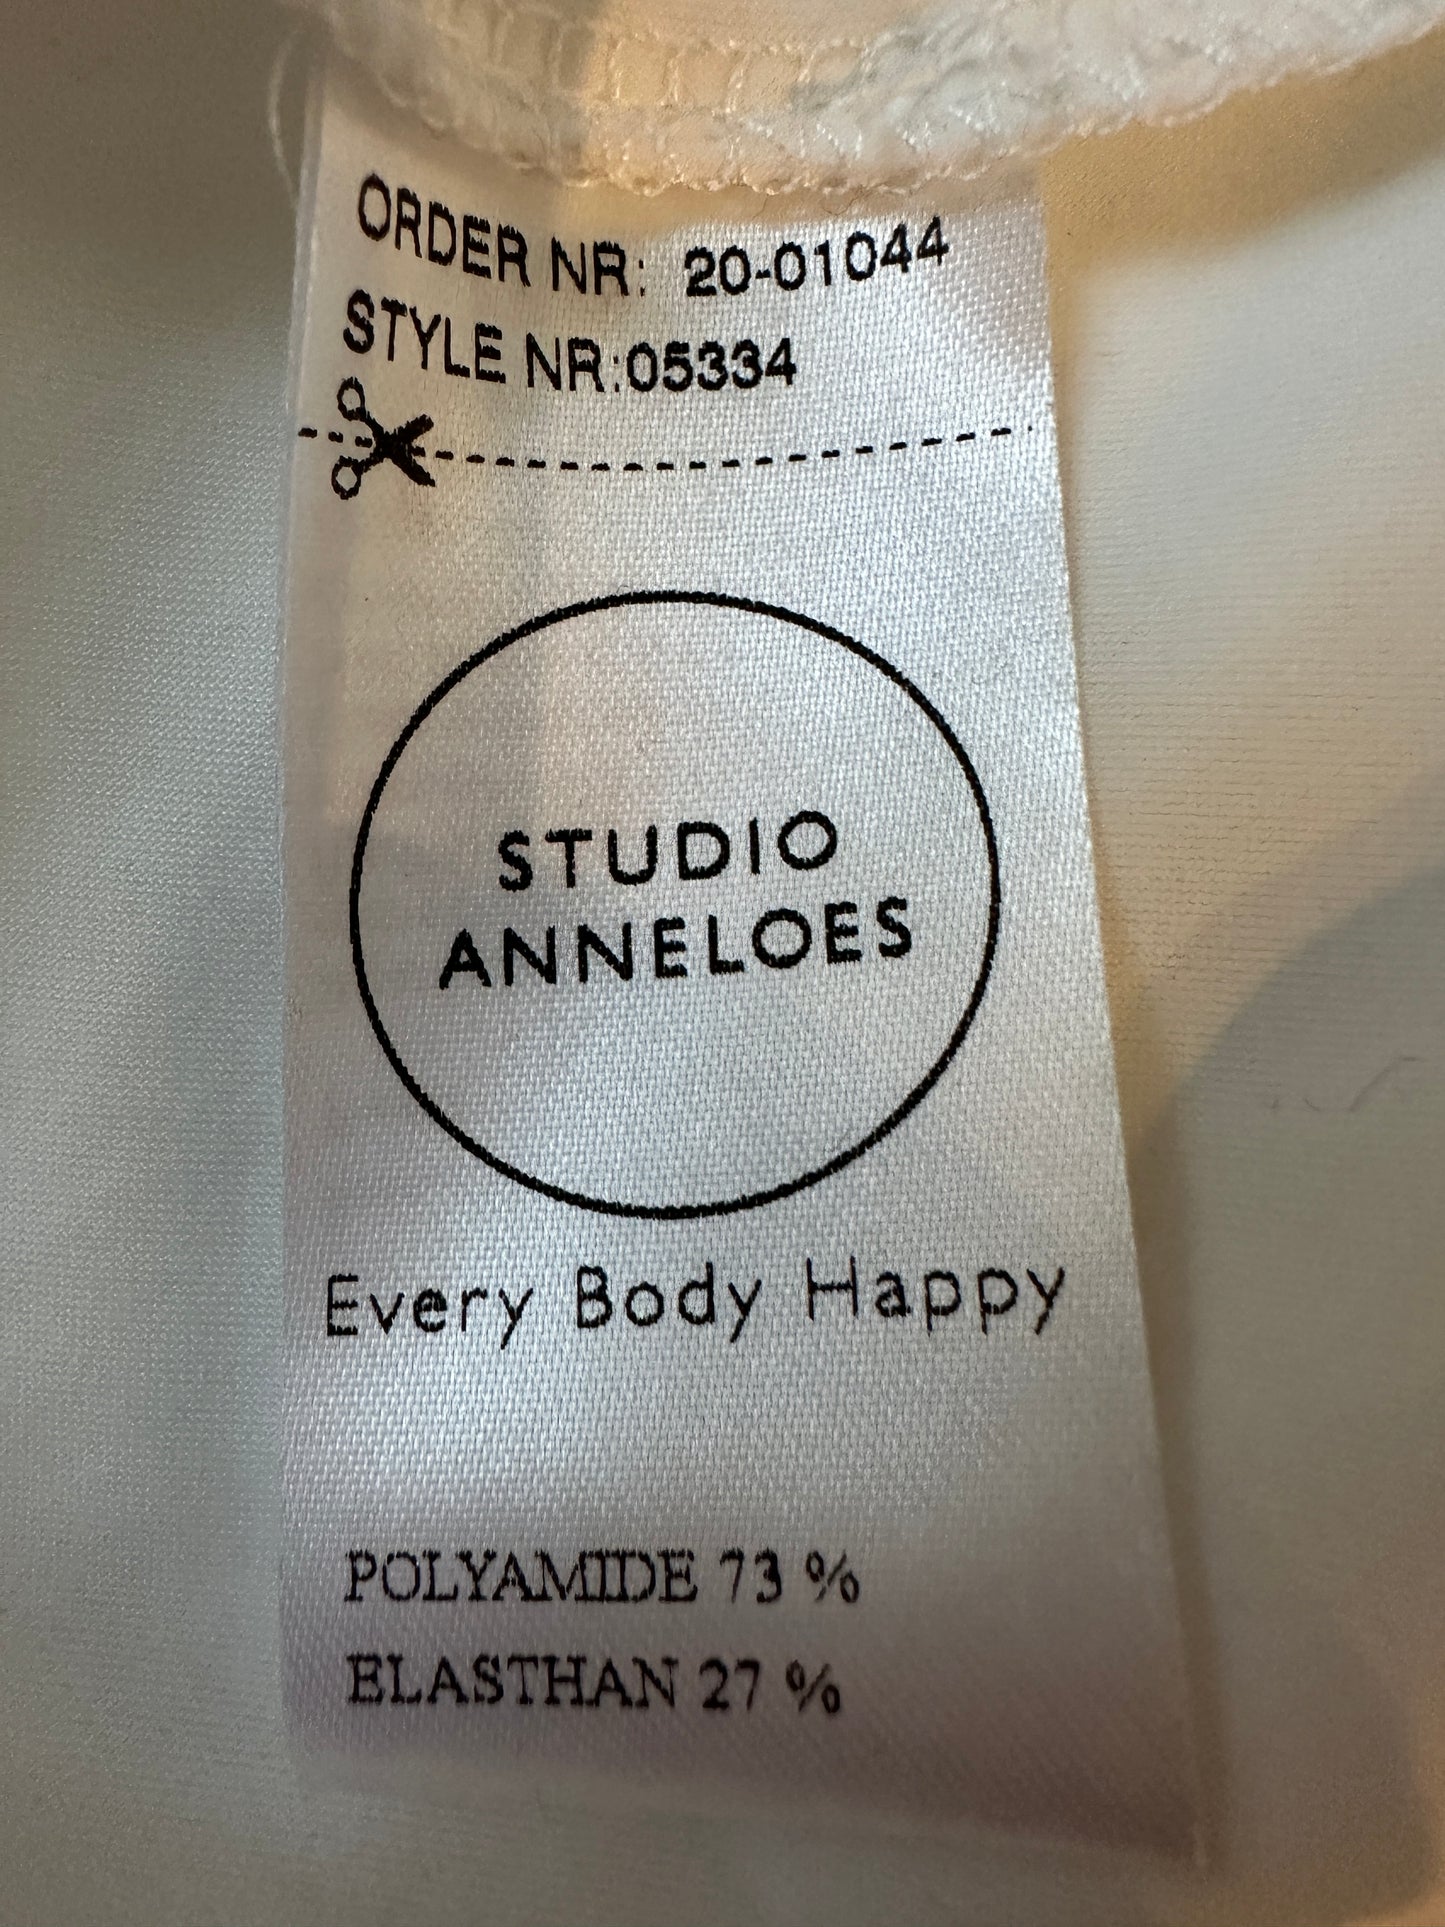 ORDER NR: 20-01044
STYLE NR:05334
STUDIO
ANNELOES
Every Body Happy
POLYAMIDE 73 %
ELASTHAN 27 %